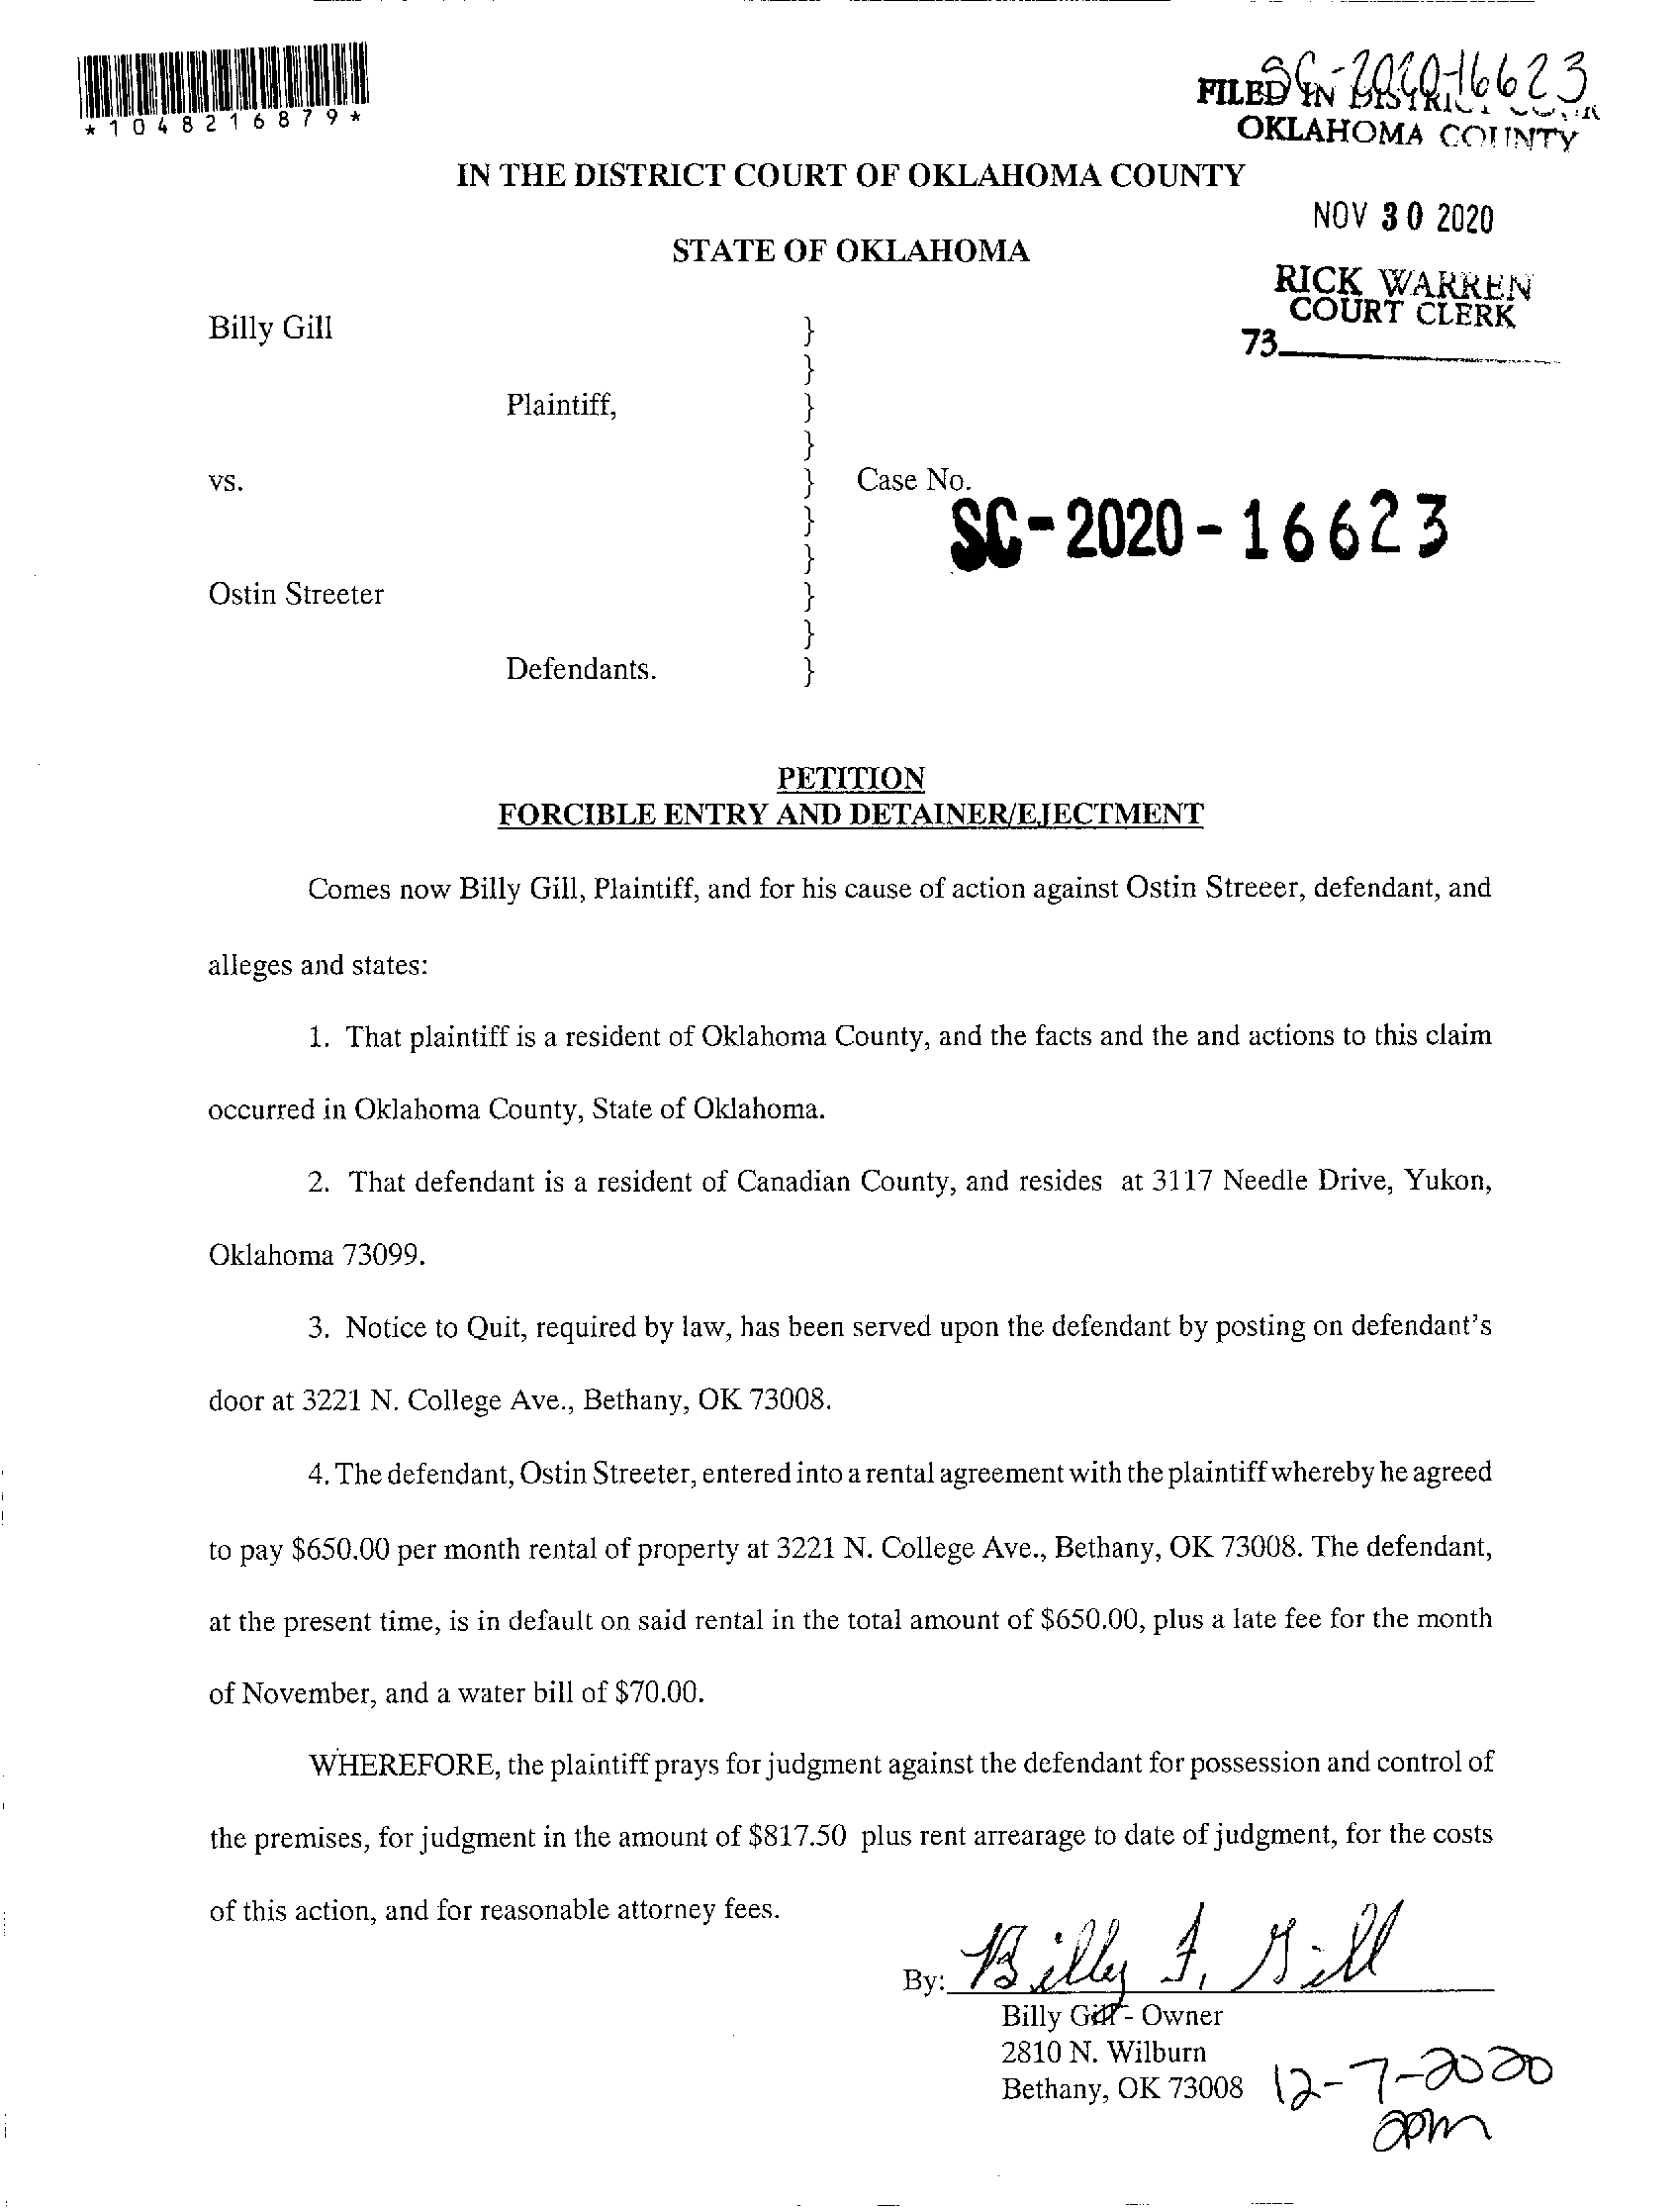 *1048216879*
SC-2020-16623
FILED IN DISTRICT COURT
OKLAHOMA COUNTY
IN THE DISTRICT COURT OF OKLAHOMA COUNTY
NOV 30 2020
STATE OF OKLAHOMA
RICK WARREN
COURT CLERK
73
Billy Gill }
}
Plaintiff, }
}
vs. } Case No.
SC-2020-16623
}
}
Ostin Streeter }
}
Defendants. }
PETITION
FORCIBLE ENTRY AND DETAINER/EJECTMENT
Comes now Billy Gill, Plaintiff, and for his cause of action against Ostin Streeer, defendant, and
alleges and states:
1. That plaintiff is a resident of Oklahoma County, and the facts and the and actions to this claim
occurred in Oklahoma County, State of Oklahoma.
2. That defendant is a resident of Canadian County, and resides at 3117 Needle Drive, Yukon,
Oklahoma 73099.
3. Notice to Quit, required by law, has been served upon the defendant by posting on defendant's
door at 3221 N. College Ave., Bethany, OK 73008.
4. The defendant, Ostin Streeter, entered into a rental agreement with the plaintiff whereby he agreed
to pay $650.00 per month rental of property at 3221 N. College Ave., Bethany, OK 73008. The defendant,
at the present time, is in default on said rental in the total amount of $650.00, plus a late fee for the month
of November, and a water bill of $70.00.
WHEREFORE, the plaintiff prays for judgment against the defendant for possession and control of
the premises, for judgment in the amount of $817.50 plus rent arrearage to date of judgment, for the costs
of this action, and for reasonable attorney fees.
By: Billy F. Gill
Billy Gill - Owner
2810 N. Wilburn
Bethany, OK 73008
12-7-2020
2pm